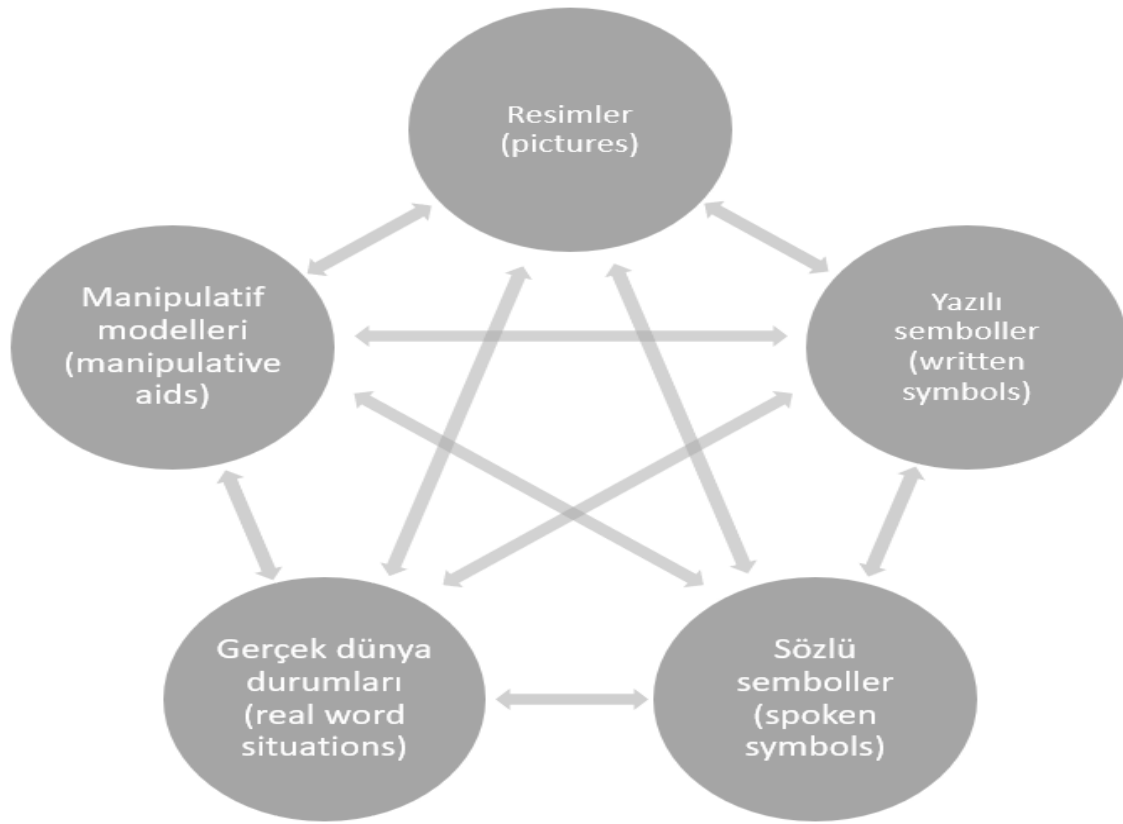 Resimler
(pictures)
Manipulatif
modelleri
(manipulative
aids)
Yazılı
semboller
(written
symbols)
Gerçek dünya
durumları
(real word
situations)
Sözlü
semboller
(spoken
symbols)